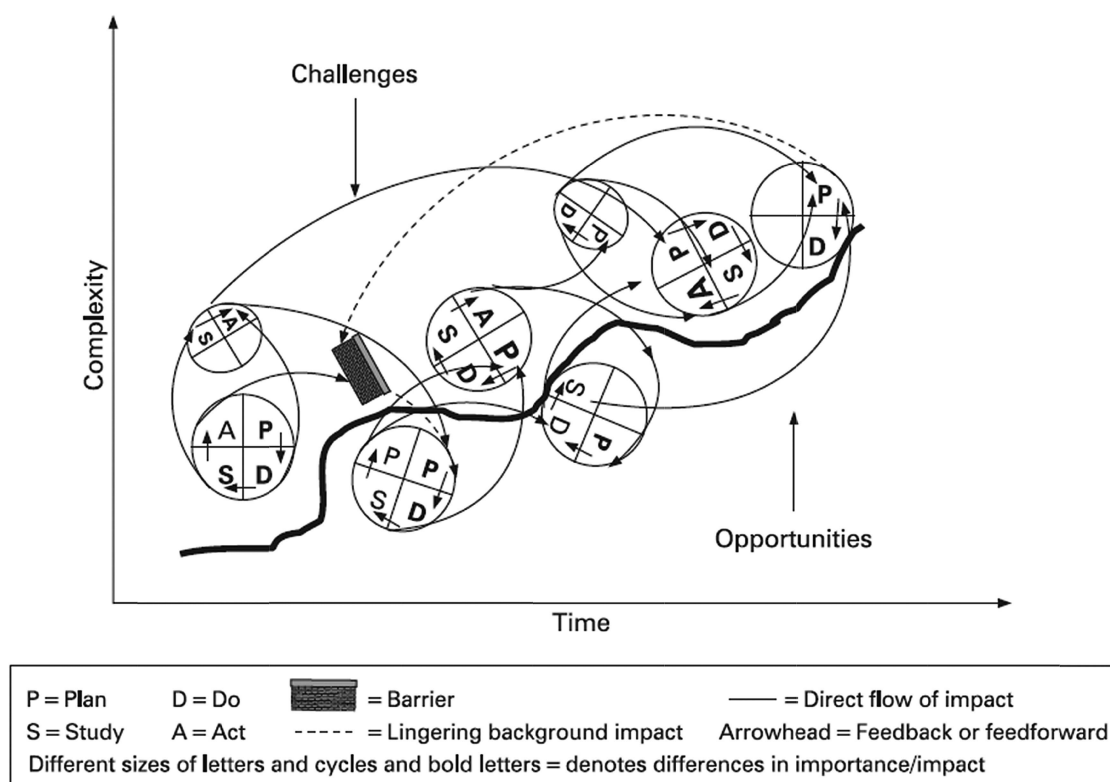 Challenges
Complexity
S A
A P
S D
P P
S D
A
S P
D
D P
P D
A S
P
D
S
D P
Opportunities
Time
P = Plan D = Do = Barrier = Direct flow of impact
S = Study A = Act = Lingering background impact Arrowhead = Feedback or feedforward
Different sizes of letters and cycles and bold letters = denotes differences in importance/impact